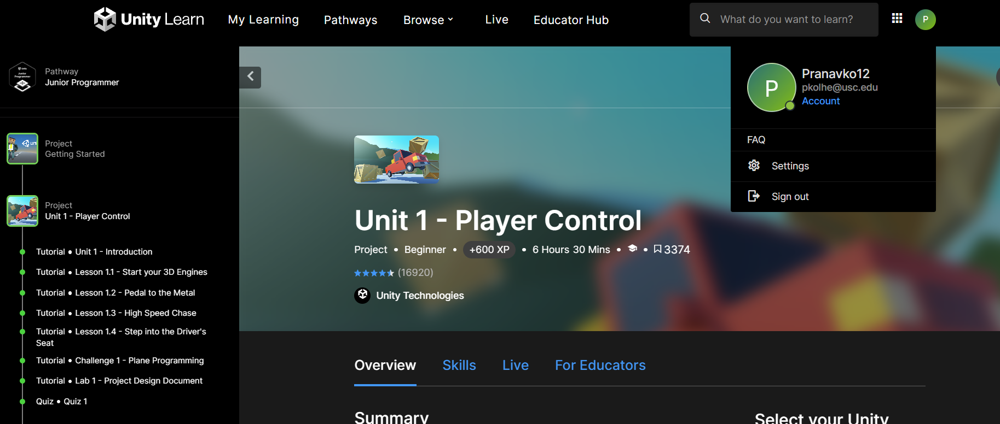 Unity Learn
My Learning
Pathways
Browse
Live
Educator Hub
What do you want to learn?
P
Pathway
Junior Programmer
Project
Getting Started
Project
Unit 1 - Player Control
Tutorial • Unit 1 - Introduction
Tutorial • Lesson 1.1 - Start your 3D Engines
Tutorial • Lesson 1.2 - Pedal to the Metal
Tutorial • Lesson 1.3 - High Speed Chase
Tutorial • Lesson 1.4 - Step into the Driver's
Seat
Tutorial • Challenge 1 - Plane Programming
Tutorial • Lab 1 - Project Design Document
Quiz • Quiz 1
P
Pranavko12
pkolhe@usc.edu
Account
FAQ
Settings
Sign out
Unit 1 - Player Control
Project • Beginner • +600 XP • 6 Hours 30 Mins • • 3374
(16920)
Unity Technologies
Overview
Skills
Live
For Educators
Summary
Select your Unity